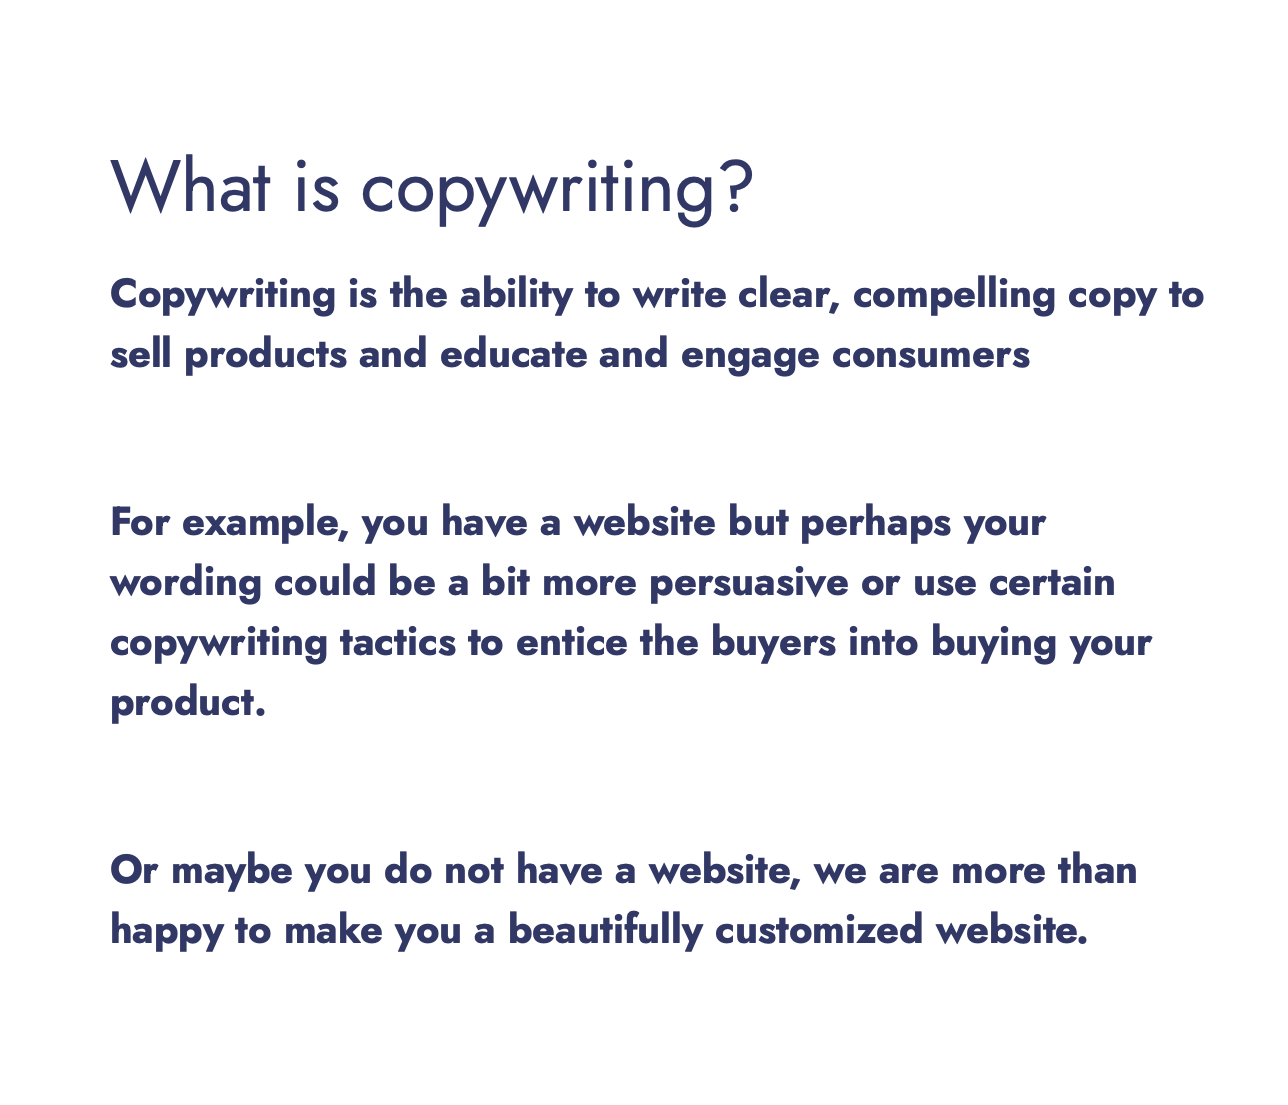 What is copywriting?
Copywriting is the ability to write clear, compelling copy to
sell products and educate and engage consumers
For example, you have a website but perhaps your
wording could be a bit more persuasive or use certain
copywriting tactics to entice the buyers into buying your
product.
Or maybe you do not have a website, we are more than
happy to make you a beautifully customized website.